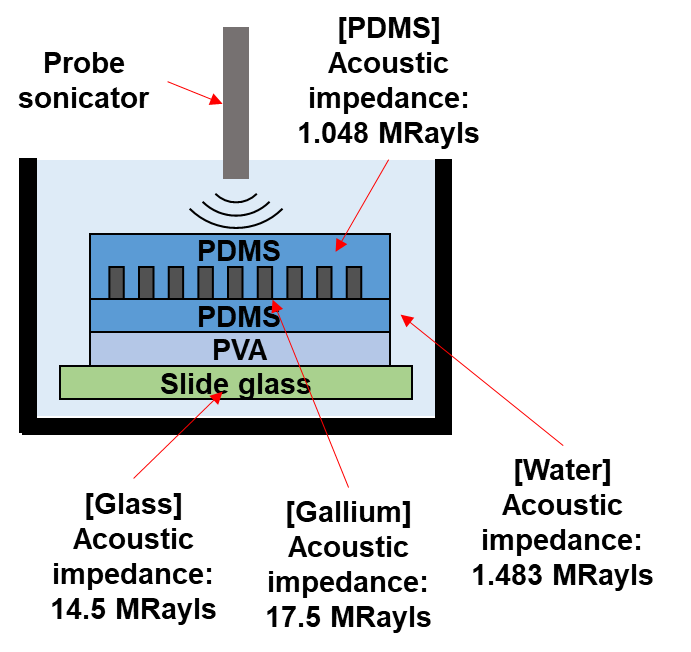 [PDMS]
Acoustic
impedance:
1.048 MRayls
Probe
sonicator
PDMS
PDMS
PVA
Slide glass
[Glass]
Acoustic
impedance:
14.5 MRayls
[Gallium]
Acoustic
impedance:
17.5 MRayls
[Water]
Acoustic
impedance:
1.483 MRayls